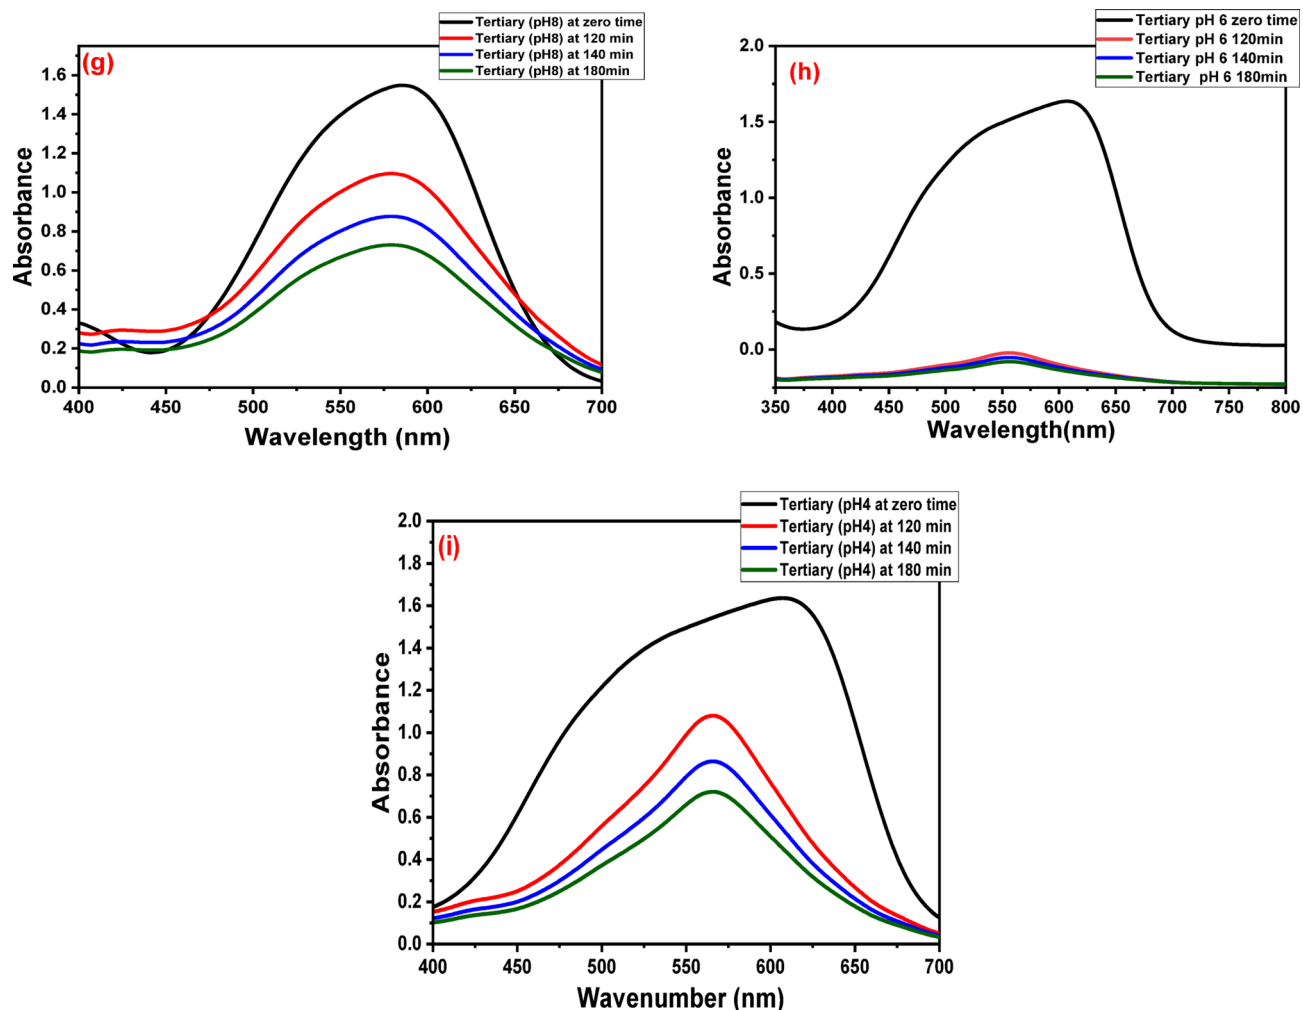 (g)
Tertiary (pH8) at zero time
Tertiary (pH8) at 120 min
Tertiary (pH8) at 140 min
Tertiary (pH8) at 180min
Absorbance
1.6
1.4
1.2
1.0
0.8
0.6
0.4
0.2
0.0
400 450 500 550 600 650 700
Wavelength (nm)
(h)
Tertiary pH 6 zero time
Tertiary pH 6 120min
Tertiary pH 6 140min
Tertiary pH 6 180min
Absorbance
2.0
1.5
1.0
0.5
0.0
350 400 450 500 550 600 650 700 750 800
Wavelength(nm)
(i)
Tertiary (pH4 at zero time
Tertiary (pH4) at 120 min
Tertiary (pH4) at 140 min
Tertiary (pH4) at 180 min
Absorbance
2.0
1.8
1.6
1.4
1.2
1.0
0.8
0.6
0.4
0.2
0.0
400 450 500 550 600 650 700
Wavenumber (nm)